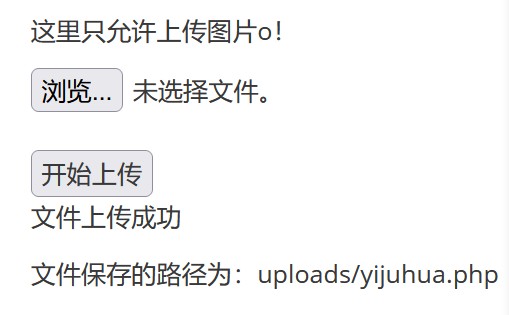 这里只允许上传图片o！
浏览... 未选择文件。
开始上传
文件上传成功
文件保存的路径为：uploads/yijuhua.php